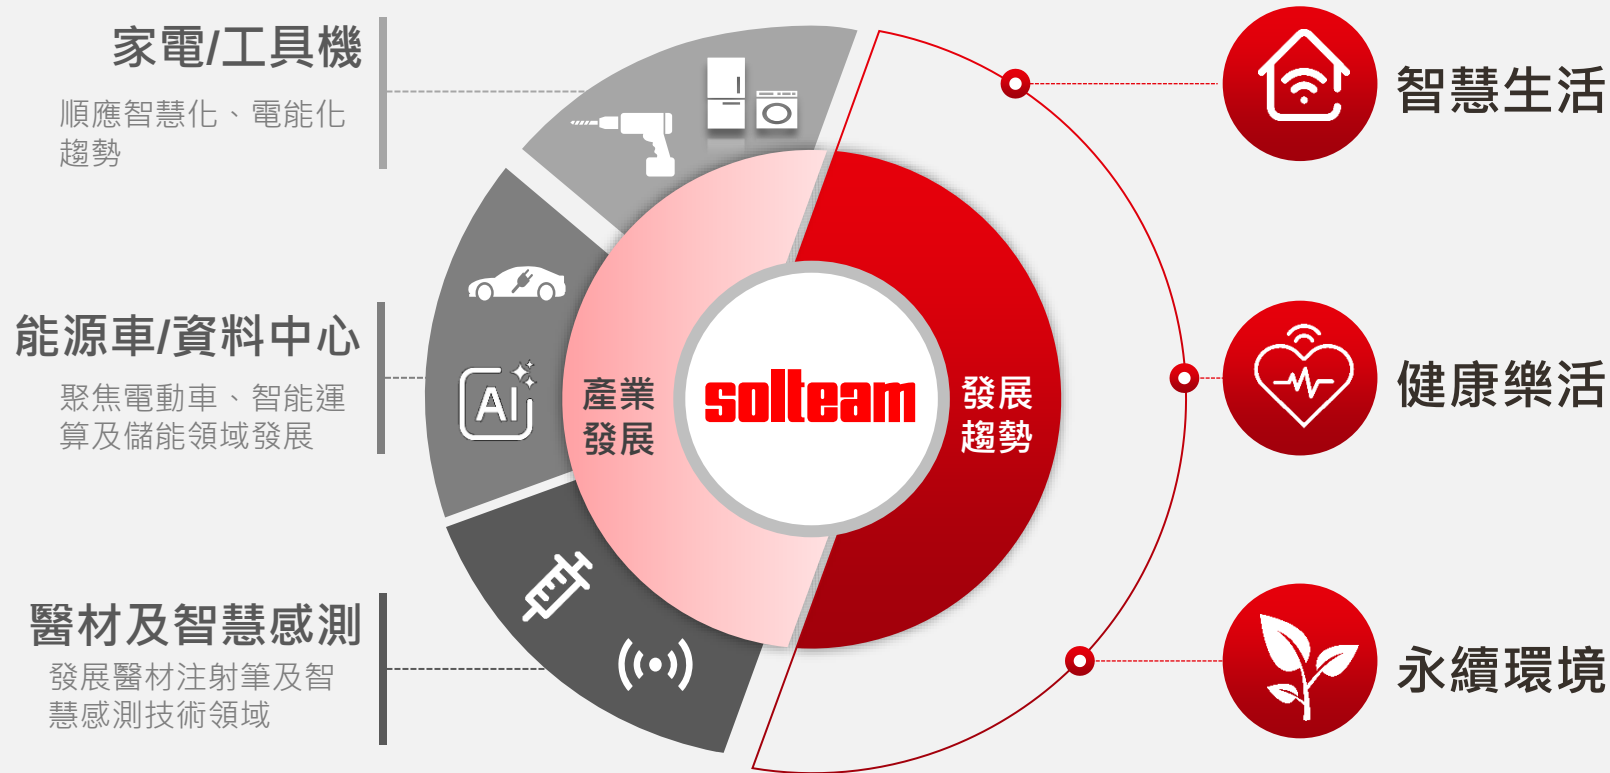 家電/工具機
順應智慧化、電能化
趨勢
能源車/資料中心
聚焦電動車、智能運
算及儲能領域發展
醫材及智慧感測
發展醫材注射筆及智
慧感測技術領域
AI
產業
發展
solteam
發展
趨勢
智慧生活
健康樂活
永續環境